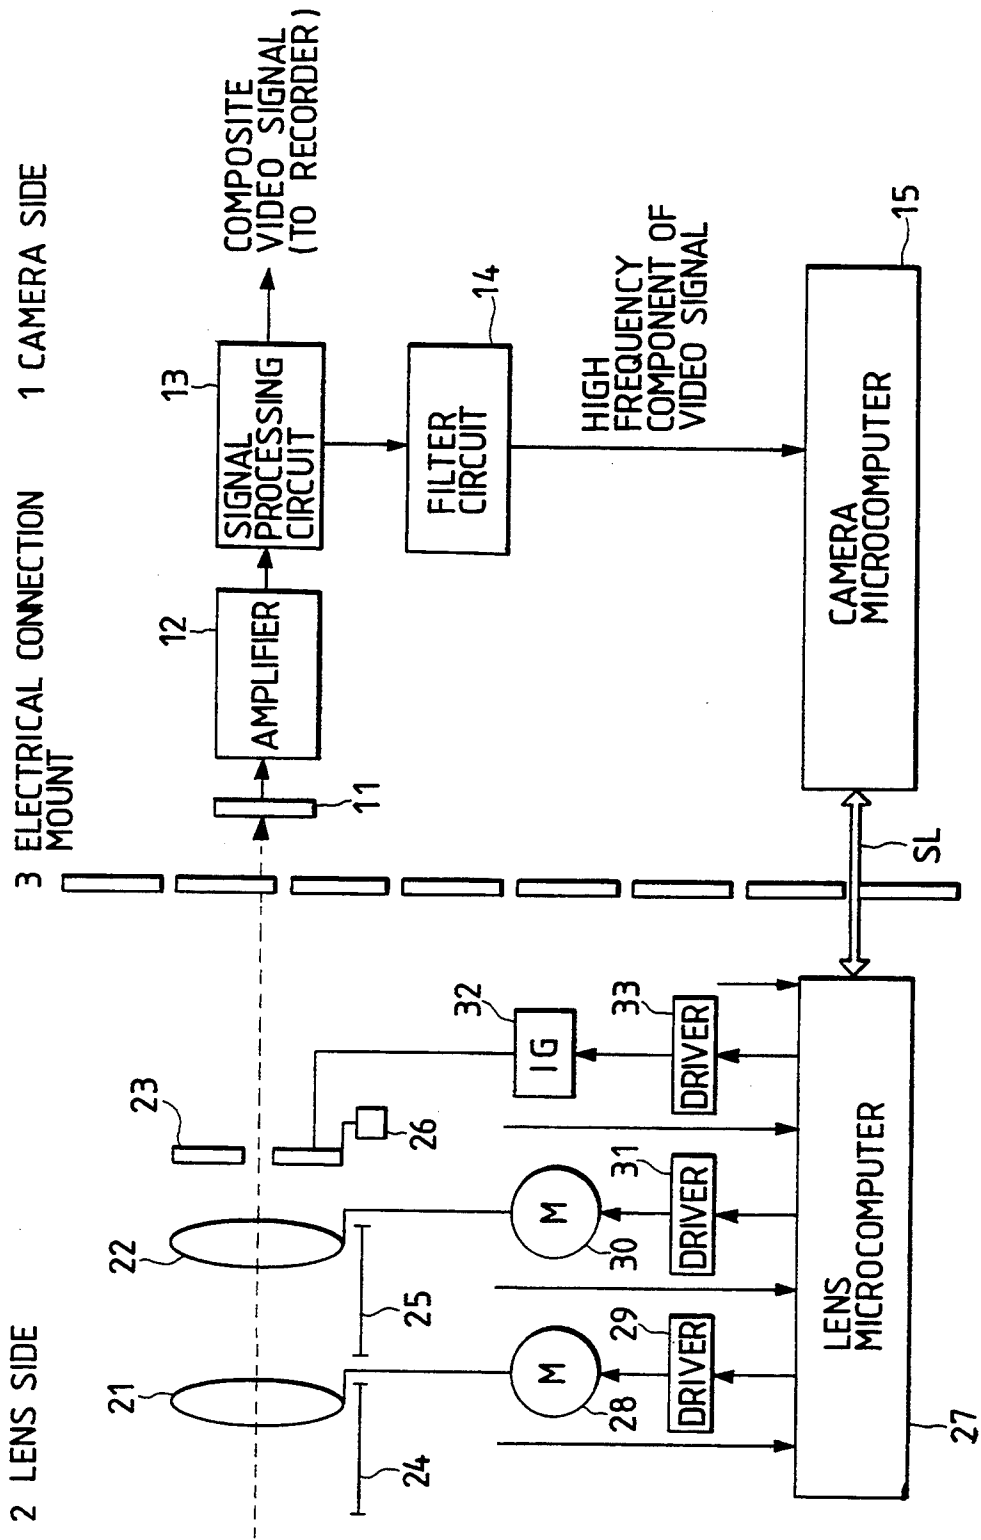 2 LENS SIDE
3 ELECTRICAL CONNECTION
MOUNT
1 CAMERA SIDE
21
22
23
24
25
26
M
28
M
30
IG
32
DRIVER
29
DRIVER
31
DRIVER
33
LENS
MICROCOMPUTER
27
SL
11
AMPLIFIER
12
SIGNAL
PROCESSING
CIRCUIT
13
COMPOSITE
VIDEO SIGNAL
(TO RECORDER)
FILTER
CIRCUIT
14
HIGH
FREQUENCY
COMPONENT OF
VIDEO SIGNAL
CAMERA
MICROCOMPUTER
15